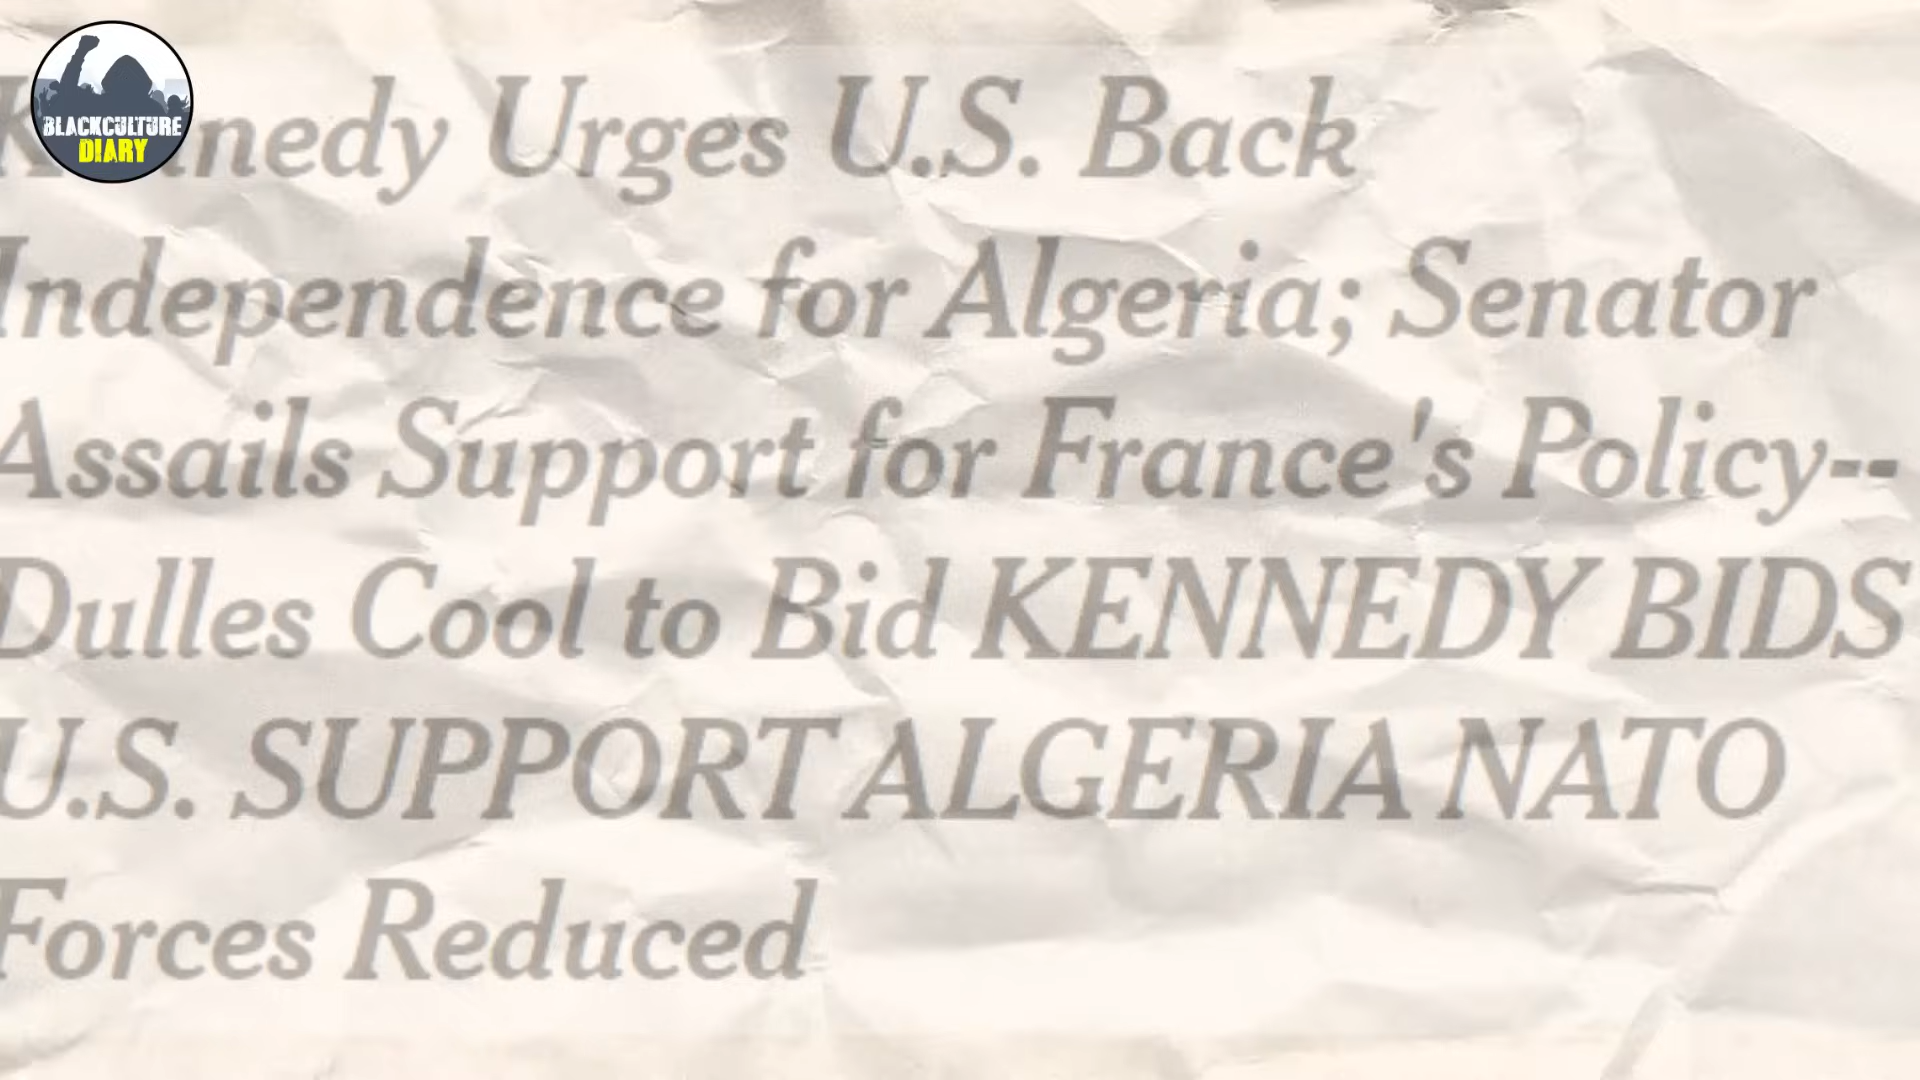 BLACKCULTURE
DIARY
nedy Urges U.S. Back
Independence for Algeria; Senator
Assails Support for France's Policy--
Dulles Cool to Bid KENNEDY BIDS
U.S. SUPPORT ALGERIA NATO
Forces Reduced